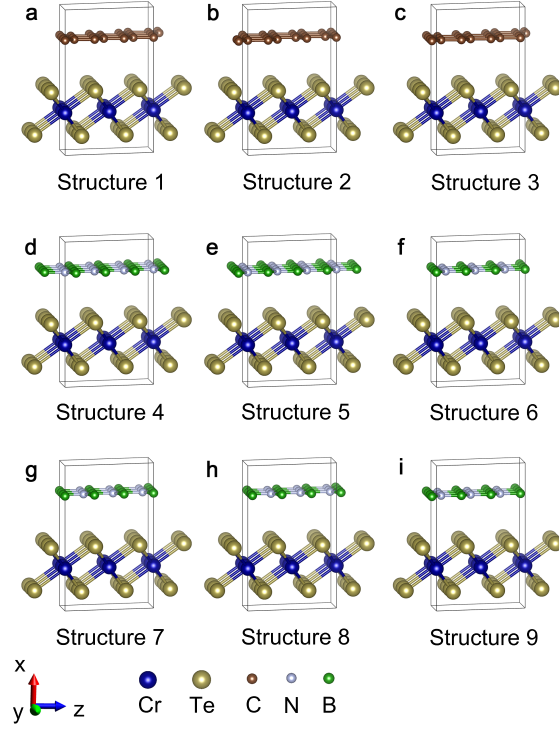 a b c
Structure 1 Structure 2 Structure 3
d e f
Structure 4 Structure 5 Structure 6
g h i
Structure 7 Structure 8 Structure 9
x
y z
Cr Te C N B